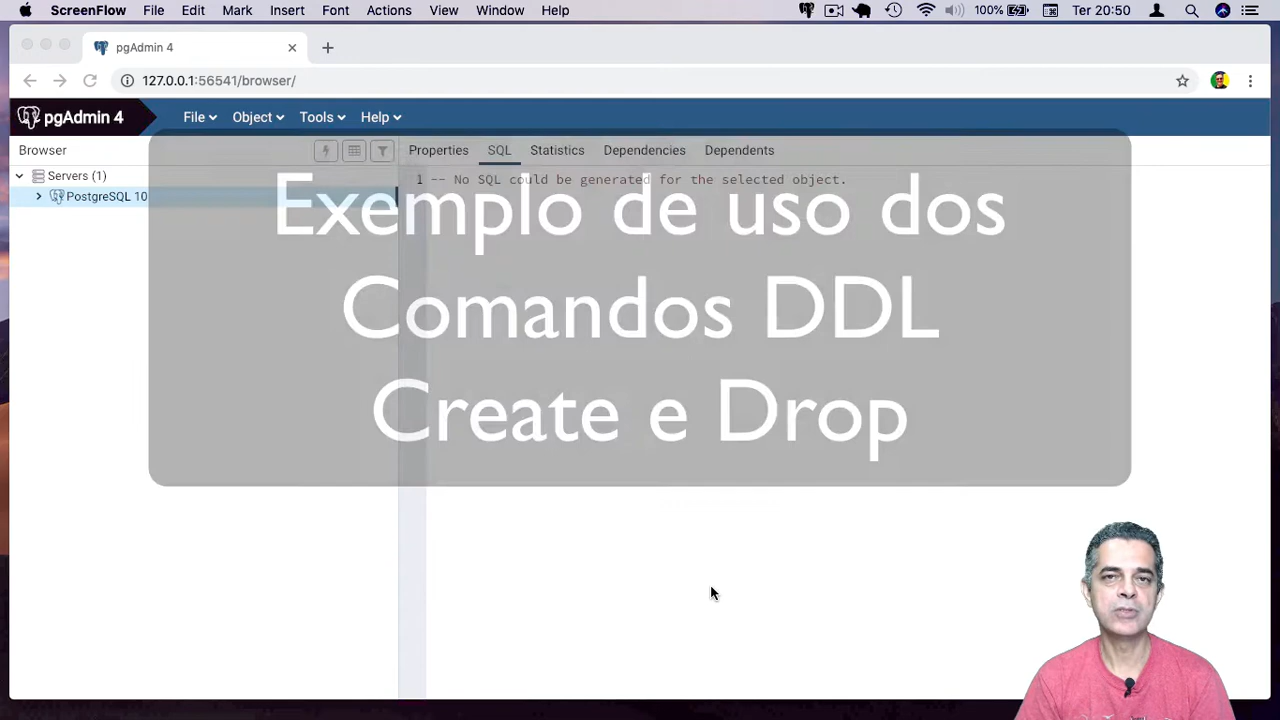 ScreenFlow File Edit Mark Insert Font Actions View Window Help 100% Ter 20:50
pgAdmin 4
127.0.0.1:56541/browser/
pgAdmin 4 File Object Tools Help
Browser Properties SQL Statistics Dependencies Dependents
Servers (1)
1 -- No SQL could be generated for the selected object.
PostgreSQL 10
Exemplo de uso dos
Comandos DDL
Create e Drop